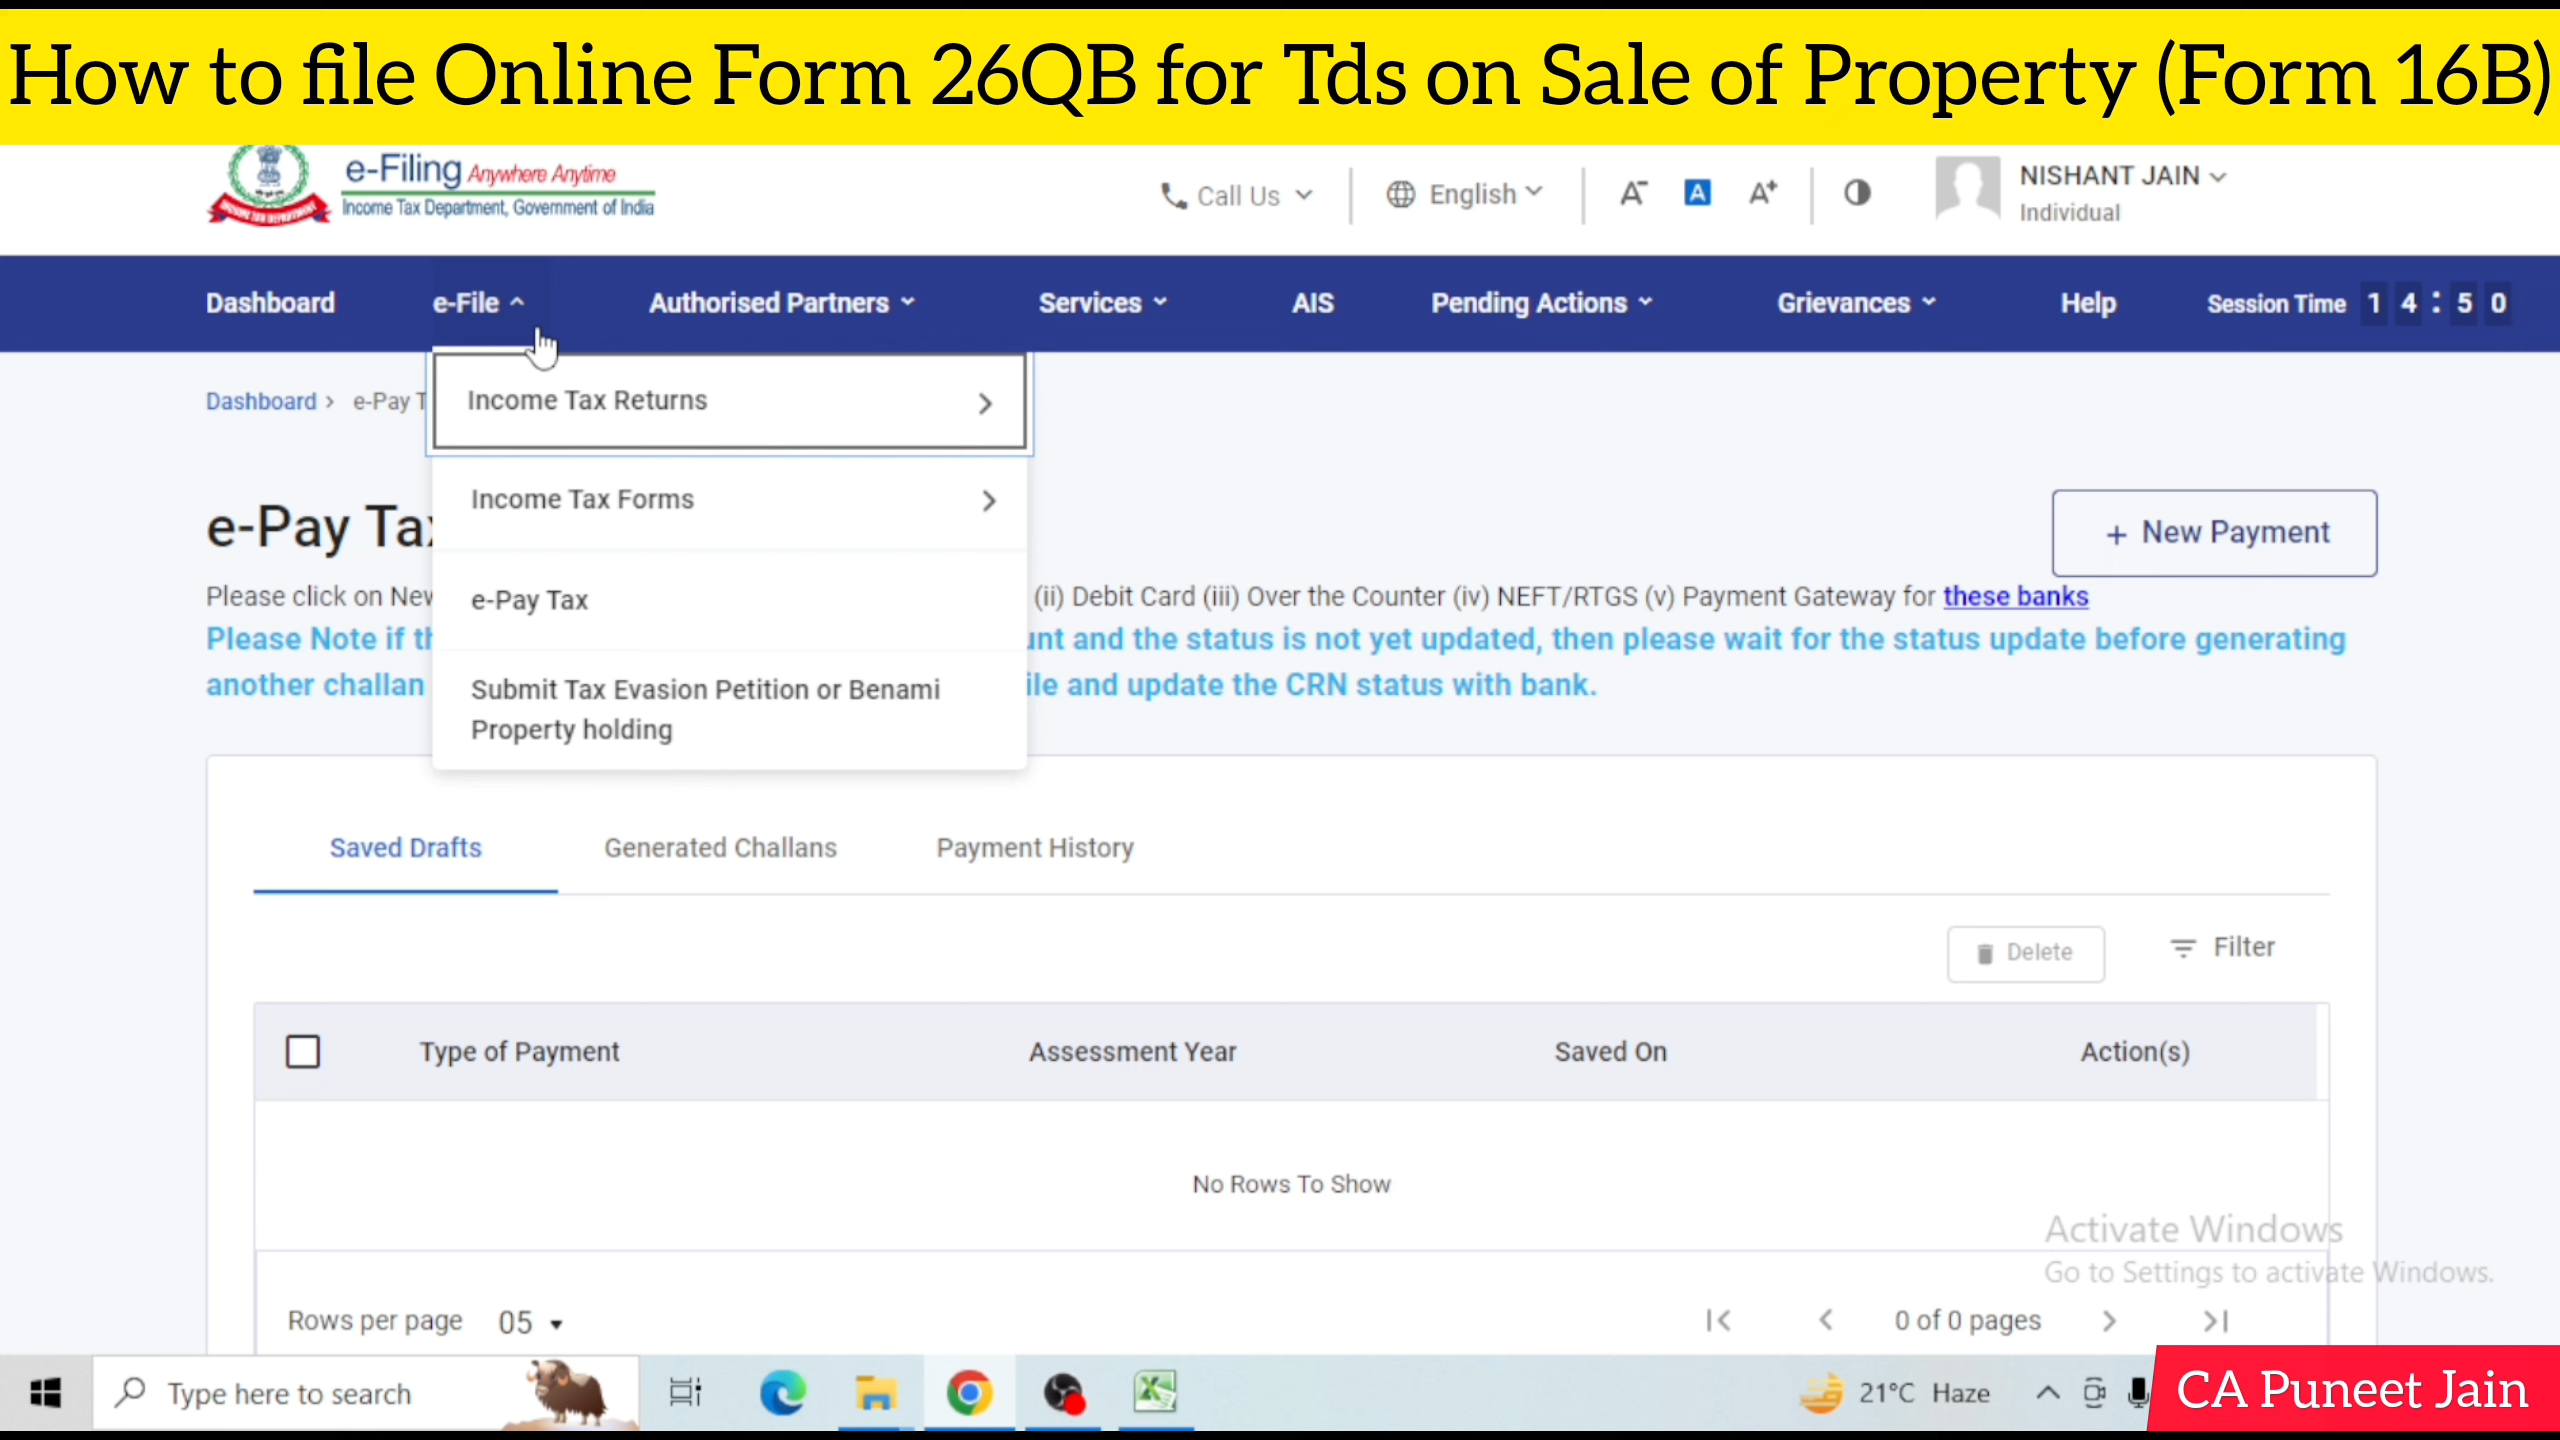 How to file Online Form 26QB for Tds on Sale of Property (Form 16B)
e-Filing Anywhere Anytime
Income Tax Department, Government of India
Call Us
English
A-
A
A+
NISHANT JAIN
Individual
Dashboard
e-File
Authorised Partners
Services
AIS
Pending Actions
Grievances
Help
Session Time 14:50
Dashboard > e-Pay T
Income Tax Returns
Income Tax Forms
e-Pay Tax
Submit Tax Evasion Petition or Benami
Property holding
e-Pay Tax
+ New Payment
Please click on New (ii) Debit Card (iii) Over the Counter (iv) NEFT/RTGS (v) Payment Gateway for these banks
Please Note if th unt and the status is not yet updated, then please wait for the status update before generating
another challan ile and update the CRN status with bank.
Saved Drafts
Generated Challans
Payment History
Delete
Filter
Type of Payment
Assessment Year
Saved On
Action(s)
No Rows To Show
Activate Windows
Go to Settings to activate Windows.
Rows per page 05
0 of 0 pages
Type here to search
21°C Haze
CA Puneet Jain